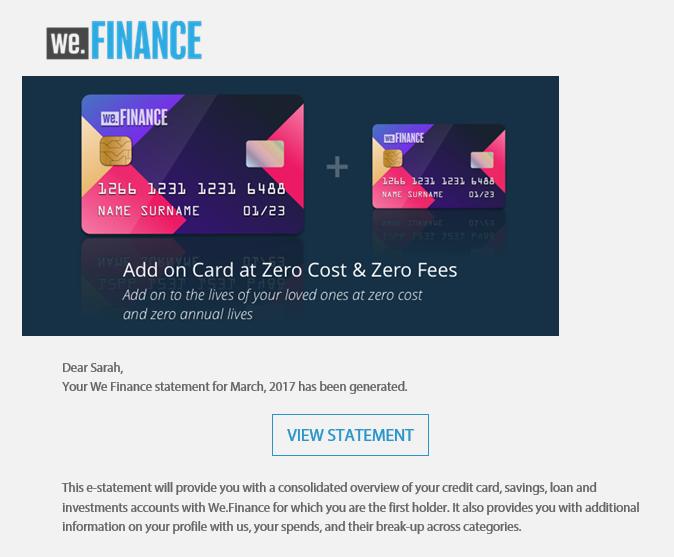 we.FINANCE
we.FINANCE
1266 1231 1231 6488
NAME SURNAME 01/23
we.FINANCE
1266 1231 1231 6488
NAME SURNAME 01/23
Add on Card at Zero Cost & Zero Fees
Add on to the lives of your loved ones at zero cost
and zero annual lives
Dear Sarah,
Your We Finance statement for March, 2017 has been generated.
VIEW STATEMENT
This e-statement will provide you with a consolidated overview of your credit card, savings, loan and
investments accounts with We.Finance for which you are the first holder. It also provides you with additional
information on your profile with us, your spends, and their break-up across categories.